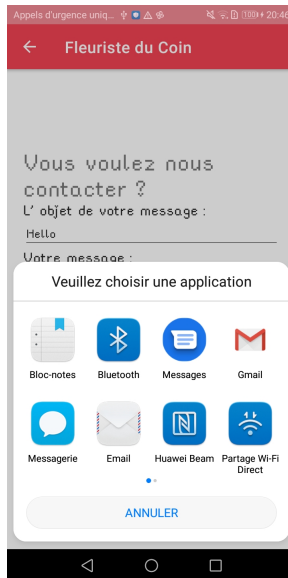 Appels d'urgence uniq... 100 20:46
Fleuriste du Coin
Vous voulez nous
contacter ?
L' objet de votre message :
Hello
Votre message :
Veuillez choisir une application
Bloc-notes Bluetooth Messages Gmail
Messagerie Email Huawei Beam Partage Wi-Fi
Direct
ANNULER